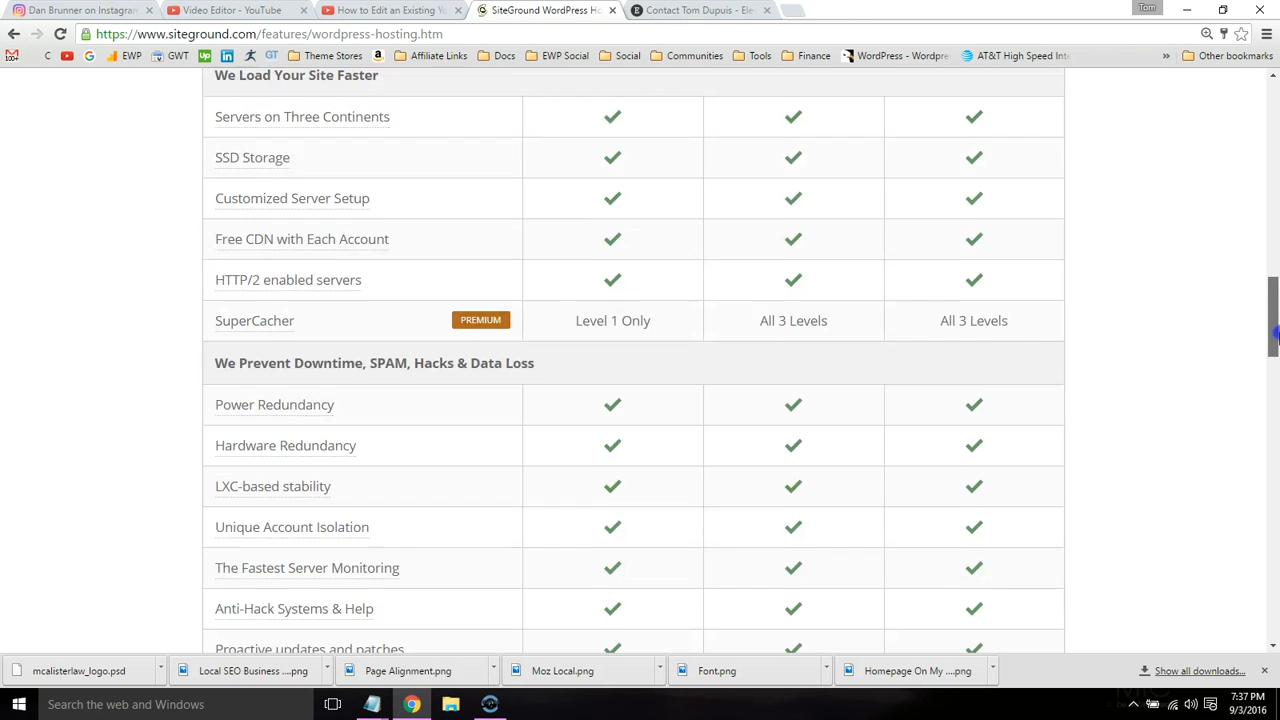 Dan Brunner on Instagram
Video Editor - YouTube
How to Edit an Existing Yo
SiteGround WordPress Ho
Contact Tom Dupuis - Ele
Tom
https://www.siteground.com/features/wordpress-hosting.htm
100+
C
EWP
GWT
Up
in
GT
Theme Stores
a
Affiliate Links
Docs
EWP Social
Social
Communities
Tools
Finance
WordPress - Wordpre
AT&T High Speed Inte
»
Other bookmarks
We Load Your Site Faster
Servers on Three Continents
SSD Storage
Customized Server Setup
Free CDN with Each Account
HTTP/2 enabled servers
SuperCacher PREMIUM Level 1 Only All 3 Levels All 3 Levels
We Prevent Downtime, SPAM, Hacks & Data Loss
Power Redundancy
Hardware Redundancy
LXC-based stability
Unique Account Isolation
The Fastest Server Monitoring
Anti-Hack Systems & Help
Proactive updates and patches
mcalisterlaw_logo.psd
Local SEO Business ....png
Page Alignment.png
Moz Local.png
Font.png
Homepage On My ....png
Show all downloads...
Search the web and Windows
7:37 PM
9/3/2016